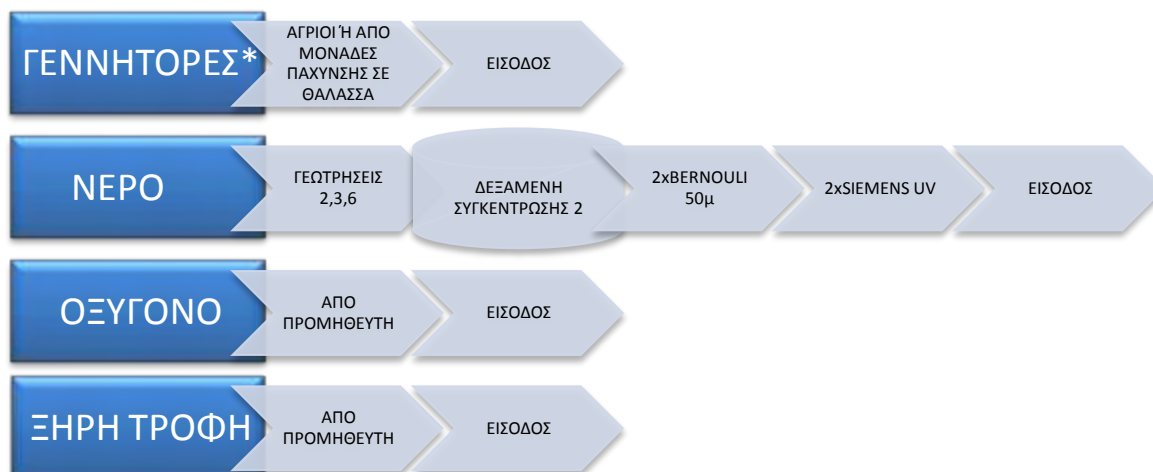 ΓΕΝΝΗΤΟΡΕΣ*
ΑΓΡΙΟΙ Ή ΑΠΟ
ΜΟΝΑΔΕΣ
ΠΑΧΥΝΣΗΣ ΣΕ
ΘΑΛΑΣΣΑ
ΕΙΣΟΔΟΣ
ΝΕΡΟ
ΓΕΩΤΡΗΣΕΙΣ
2,3,6
ΔΕΞΑΜΕΝΗ
ΣΥΓΚΕΝΤΡΩΣΗΣ 2
2xBERNOULI
50μ
2xSIEMENS UV
ΕΙΣΟΔΟΣ
ΟΞΥΓΟΝΟ
ΑΠΟ
ΠΡΟΜΗΘΕΥΤΗ
ΕΙΣΟΔΟΣ
ΞΗΡΗ ΤΡΟΦΗ
ΑΠΟ
ΠΡΟΜΗΘΕΥΤΗ
ΕΙΣΟΔΟΣ